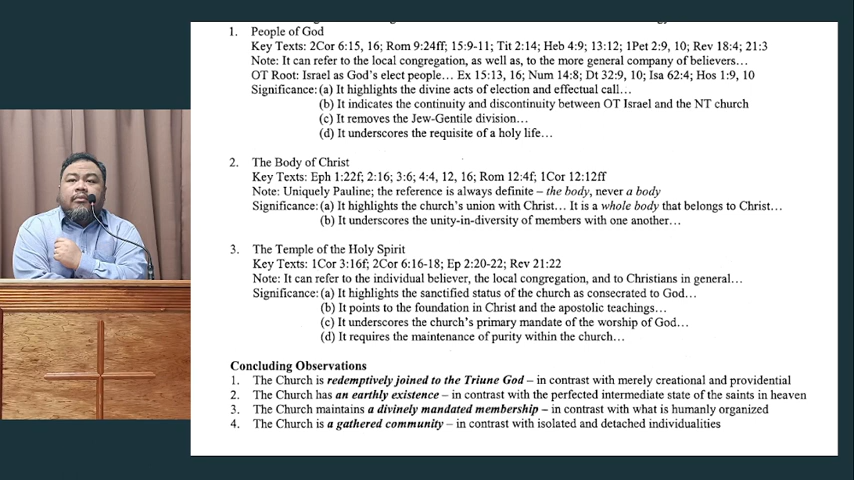 1. People of God
Key Texts: 2Cor 6:15, 16; Rom 9:24ff; 15:9-11; Tit 2:14; Heb 4:9; 13:12; 1Pet 2:9, 10; Rev 18:4; 21:3
Note: It can refer to the local congregation, as well as, to the more general company of believers…
OT Root: Israel as God's elect people… Ex 15:13, 16; Num 14:8; Dt 32:9, 10; Isa 62:4; Hos 1:9, 10
Significance: (a) It highlights the divine acts of election and effectual call…
(b) It indicates the continuity and discontinuity between OT Israel and the NT church
(c) It removes the Jew-Gentile division…
(d) It underscores the requisite of a holy life…
2. The Body of Christ
Key Texts: Eph 1:22f; 2:16; 3:6; 4:4, 12, 16; Rom 12:4f; 1Cor 12:12ff
Note: Uniquely Pauline; the reference is always definite – the body, never a body
Significance: (a) It highlights the church's union with Christ… It is a whole body that belongs to Christ…
(b) It underscores the unity-in-diversity of members with one another…
3. The Temple of the Holy Spirit
Key Texts: 1Cor 3:16f; 2Cor 6:16-18; Ep 2:20-22; Rev 21:22
Note: It can refer to the individual believer, the local congregation, and to Christians in general…
Significance: (a) It highlights the sanctified status of the church as consecrated to God…
(b) It points to the foundation in Christ and the apostolic teachings…
(c) It underscores the church's primary mandate of the worship of God…
(d) It requires the maintenance of purity within the church…
Concluding Observations
1. The Church is redemptively joined to the Triune God – in contrast with merely creational and providential
2. The Church has an earthly existence – in contrast with the perfected intermediate state of the saints in heaven
3. The Church maintains a divinely mandated membership – in contrast with what is humanly organized
4. The Church is a gathered community – in contrast with isolated and detached individualities